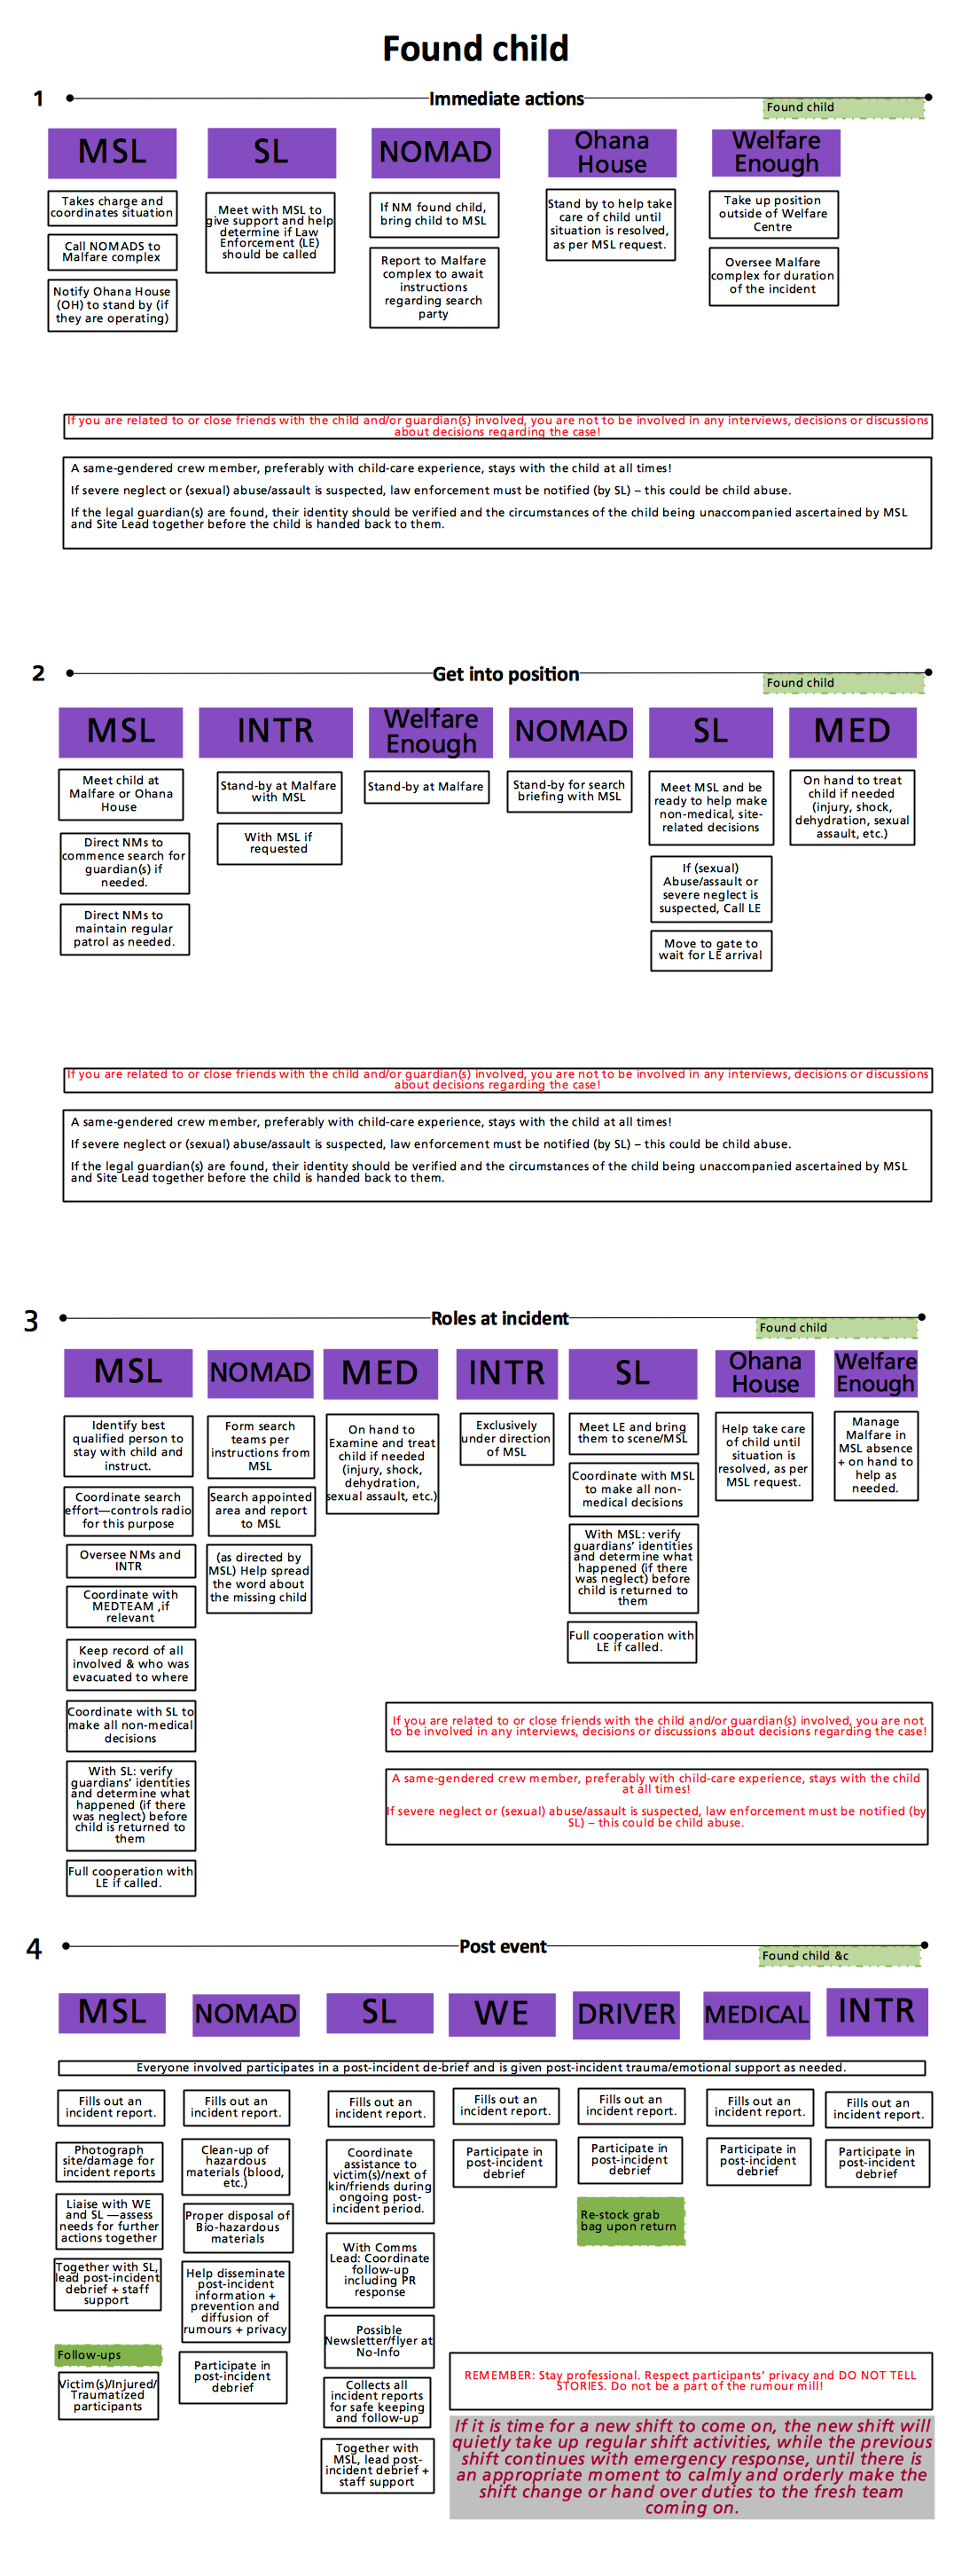 Found child
1
Immediate actions
Found child
MSL
SL
NOMAD
Ohana
House
Welfare
Enough
Takes charge and
coordinates situation
Call NOMADS to
Malfare complex
Notify Ohana House
(OH) to stand by (if
they are operating)
Meet with MSL to
give support and help
determine if Law
Enforcement (LE)
should be called
If NM found child,
bring child to MSL
Report to Malfare
complex to await
instructions
regarding search
party
Stand by to help take
care of child until
situation is resolved,
as per MSL request.
Take up position
outside of Welfare
Centre
Oversee Malfare
complex for duration
of the incident
If you are related to or close friends with the child and/or guardian(s) involved, you are not to be involved in any interviews, decisions or discussions
about decisions regarding the case!
A same-gendered crew member, preferably with child-care experience, stays with the child at all times!
If severe neglect or (sexual) abuse/assault is suspected, law enforcement must be notified (by SL) – this could be child abuse.
If the legal guardian(s) are found, their identity should be verified and the circumstances of the child being unaccompanied ascertained by MSL
and Site Lead together before the child is handed back to them.
2
Get into position
Found child
MSL
INTR
Welfare
Enough
NOMAD
SL
MED
Meet child at
Malfare or Ohana
House
Direct NMs to
commence search for
guardian(s) if
needed.
Direct NMs to
maintain regular
patrol as needed.
Stand-by at Malfare
with MSL
With MSL if
requested
Stand-by at Malfare
Stand-by for search
briefing with MSL
Meet MSL and be
ready to help make
non-medical, site-
related decisions
If (sexual)
Abuse/assault or
severe neglect is
suspected, Call LE
Move to gate to
wait for LE arrival
On hand to treat
child if needed
(injury, shock,
dehydration, sexual
assault, etc.)
If you are related to or close friends with the child and/or guardian(s) involved, you are not to be involved in any interviews, decisions or discussions
about decisions regarding the case!
A same-gendered crew member, preferably with child-care experience, stays with the child at all times!
If severe neglect or (sexual) abuse/assault is suspected, law enforcement must be notified (by SL) – this could be child abuse.
If the legal guardian(s) are found, their identity should be verified and the circumstances of the child being unaccompanied ascertained by MSL
and Site Lead together before the child is handed back to them.
3
Roles at incident
Found child
MSL
NOMAD
MED
INTR
SL
Ohana
House
Welfare
Enough
Identify best
qualified person to
stay with child and
instruct.
Coordinate search
effort—controls radio
for this purpose
Oversee NMs and
INTR
Coordinate with
MEDTEAM ,if
relevant
Keep record of all
involved & who was
evacuated to where
Coordinate with SL to
make all non-medical
decisions
With SL: verify
guardians' identities
and determine what
happened (if there
was neglect) before
child is returned to
them
Full cooperation with
LE if called.
Form search
teams per
instructions from
MSL
Search appointed
area and report
to MSL
(as directed by
MSL) Help spread
the word about
the missing child
On hand to
Examine and treat
child if needed
(injury, shock,
dehydration,
sexual assault, etc.)
Exclusively
under direction
of MSL
Meet LE and bring
them to scene/MSL
Coordinate with MSL
to make all non-
medical decisions
With MSL: verify
guardians' identities
and determine what
happened (if there
was neglect) before
child is returned to
them
Full cooperation with
LE if called.
Help take care
of child until
situation is
resolved, as per
MSL request.
Manage
Malfare in
MSL absence
+ on hand to
help as
needed.
If you are related to or close friends with the child and/or guardian(s) involved, you are not
to be involved in any interviews, decisions or discussions about decisions regarding the case!
A same-gendered crew member, preferably with child-care experience, stays with the child
at all times!
If severe neglect or (sexual) abuse/assault is suspected, law enforcement must be notified (by
SL) – this could be child abuse.
4
Post event
Found child &c
MSL
NOMAD
SL
WE
DRIVER
MEDICAL
INTR
Everyone involved participates in a post-incident de-brief and is given post-incident trauma/emotional support as needed.
Fills out an
incident report.
Photograph
site/damage for
incident reports
Liaise with WE
and SL —assess
needs for further
actions together
Together with SL,
lead post-incident
debrief + staff
support
Follow-ups
Victim(s)/Injured/
Traumatized
participants
Fills out an
incident report.
Clean-up of
hazardous
materials (blood,
etc.)
Proper disposal of
Bio-hazardous
materials
Help disseminate
post-incident
information +
prevention and
diffusion of
rumours + privacy
Participate in
post-incident
debrief
Fills out an
incident report.
Coordinate
assistance to
victim(s)/next of
kin/friends during
ongoing post-
incident period.
With Comms
Lead: Coordinate
follow-up
including PR
response
Possible
Newsletter/flyer at
No-Info
Collects all
incident reports
for safe keeping
and follow-up
Together with
MSL, lead post-
incident debrief +
staff support
Fills out an
incident report.
Participate in
post-incident
debrief
Fills out an
incident report.
Participate in
post-incident
debrief
Re-stock grab
bag upon return
Fills out an
incident report.
Participate in
post-incident
debrief
Fills out an
incident report.
Participate in
post-incident
debrief
REMEMBER: Stay professional. Respect participants' privacy and DO NOT TELL
STORIES. Do not be a part of the rumour mill!
If it is time for a new shift to come on, the new shift will
quietly take up regular shift activities, while the previous
shift continues with emergency response, until there is
an appropriate moment to calmly and orderly make the
shift change or hand over duties to the fresh team
coming on.